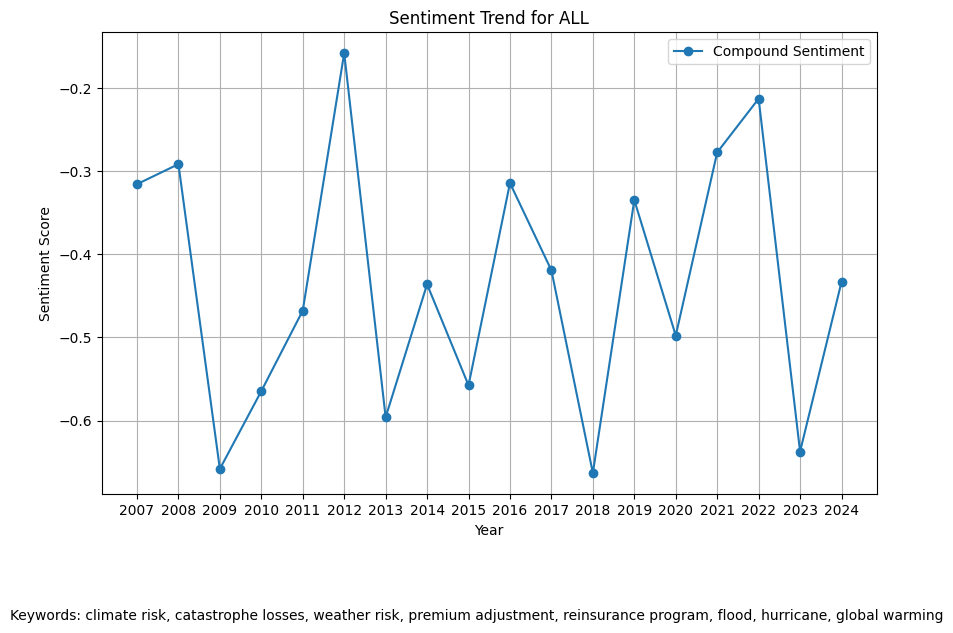 Sentiment Trend for ALL
Compound Sentiment
Sentiment Score
−0.2
−0.3
−0.4
−0.5
−0.6
2007 2008 2009 2010 2011 2012 2013 2014 2015 2016 2017 2018 2019 2020 2021 2022 2023 2024
Year
Keywords: climate risk, catastrophe losses, weather risk, premium adjustment, reinsurance program, flood, hurricane, global warming